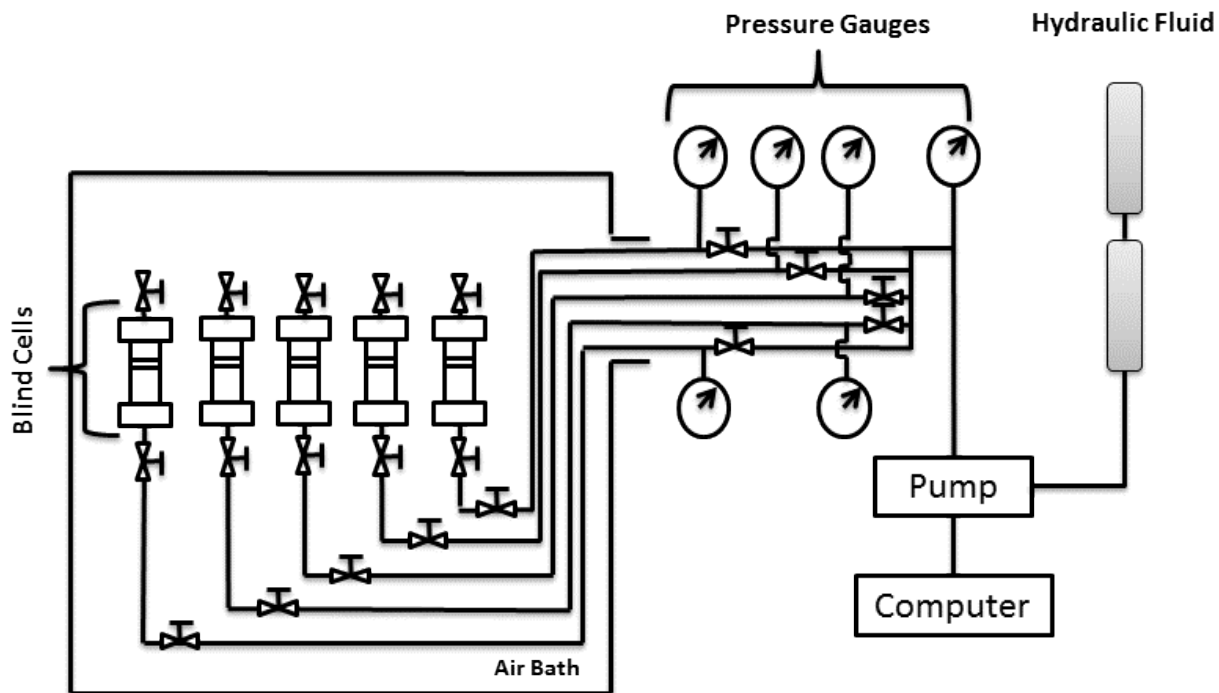 Pressure Gauges
Hydraulic Fluid
Blind Cells
Pump
Computer
Air Bath